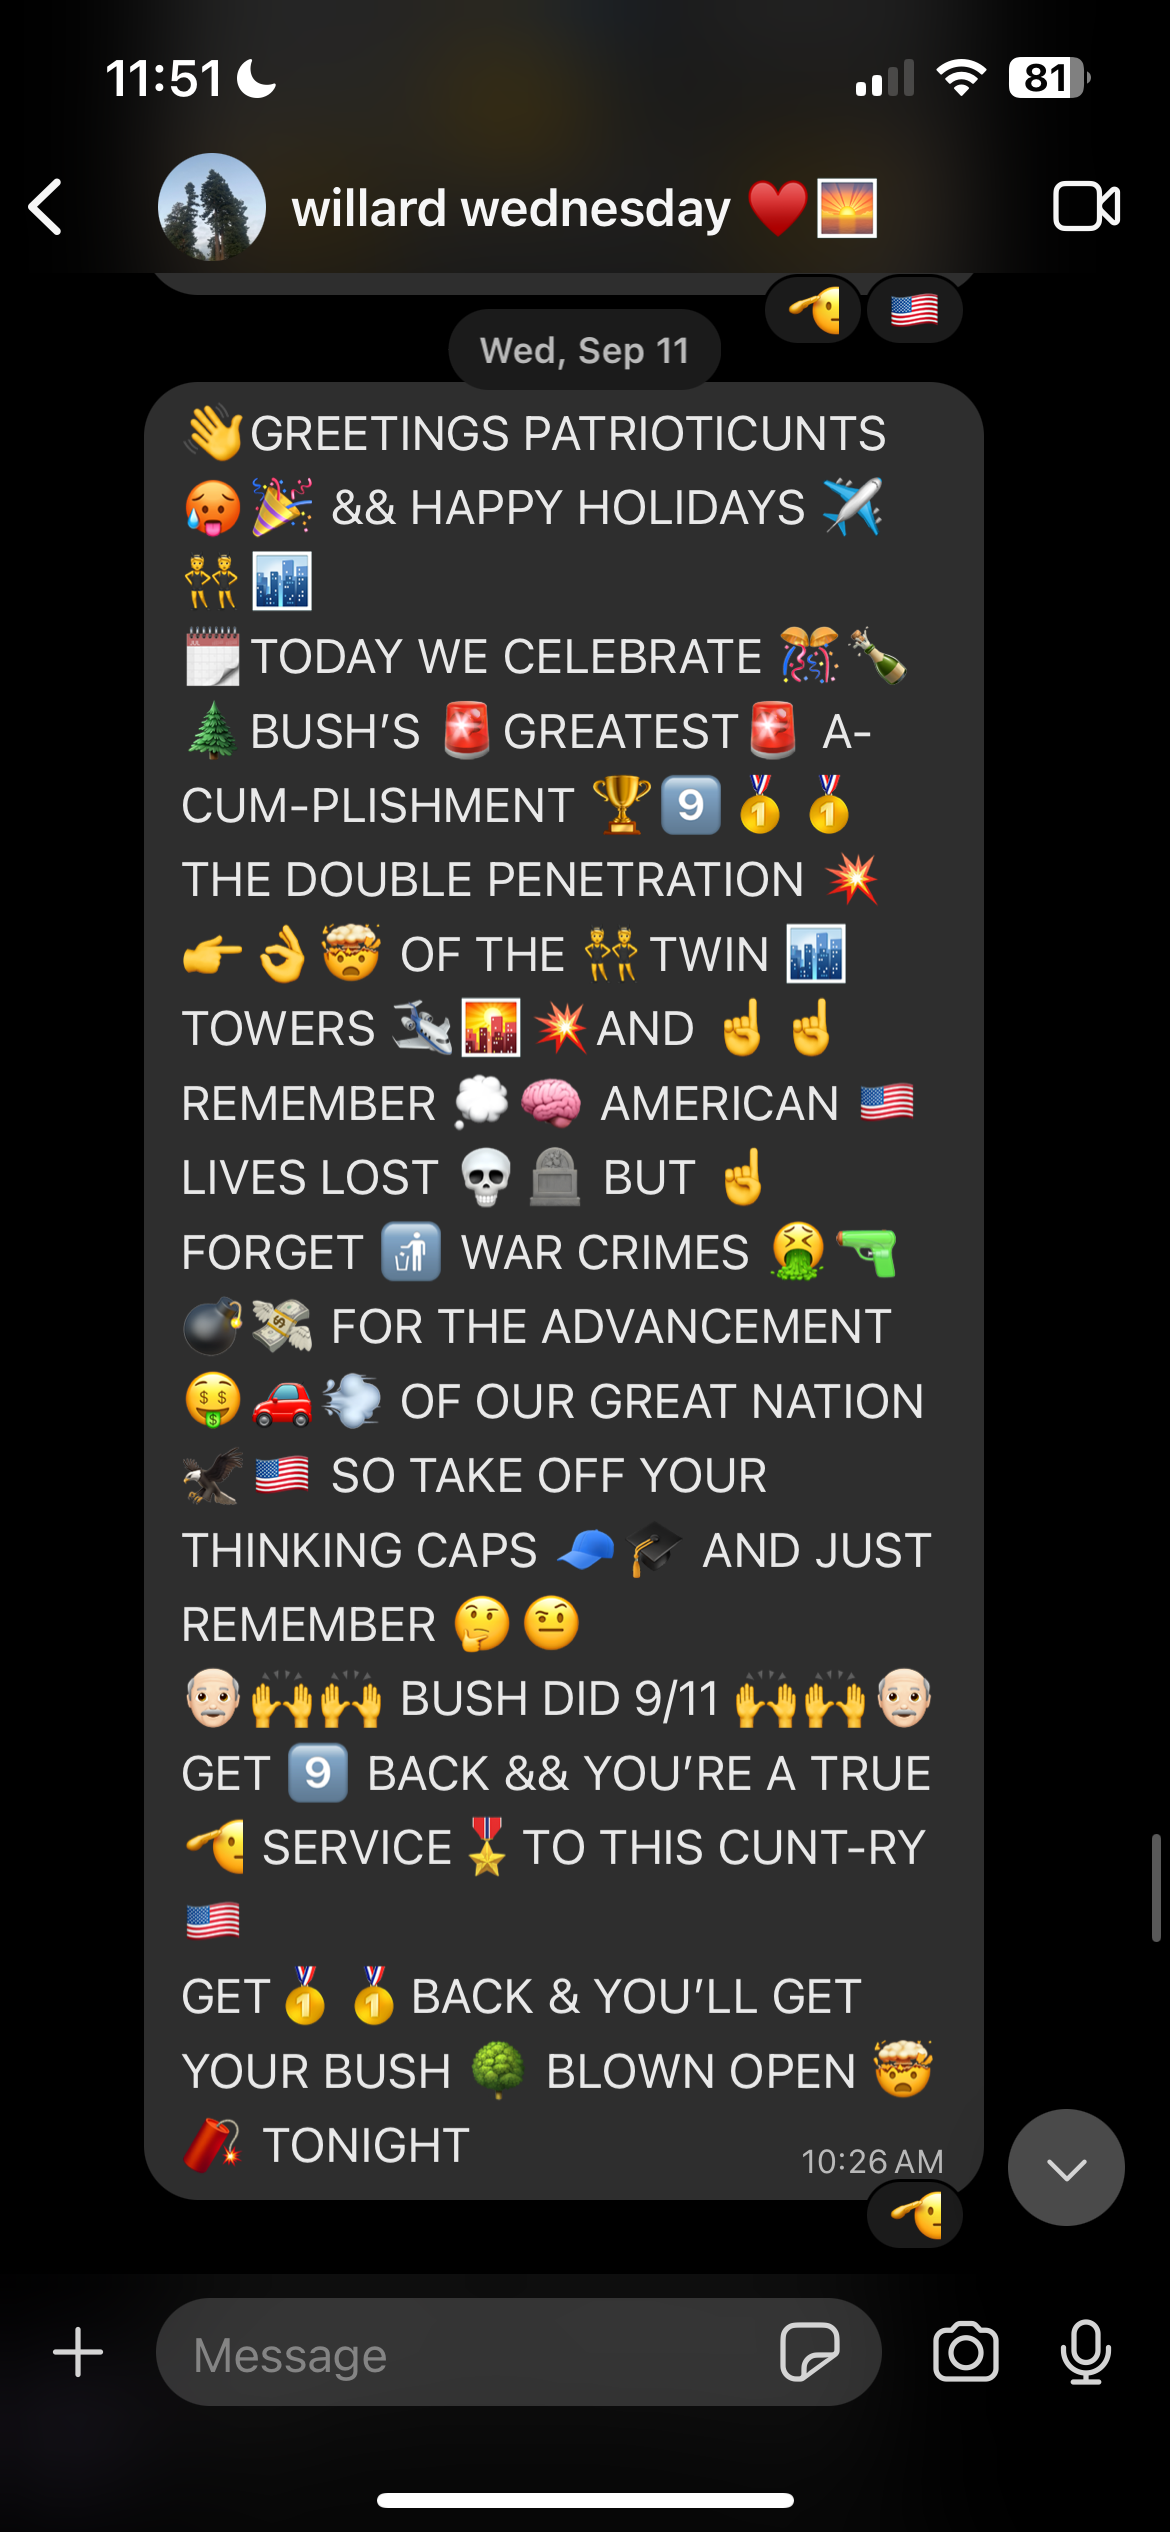 11:51
81
willard wednesday ♥️🌅
Wed, Sep 11
👋GREETINGS PATRIOTICUNTS
🥵🎉 && HAPPY HOLIDAYS ✈️
👯🏙️
🗓️TODAY WE CELEBRATE 🎊🍾
🌲BUSH’S 🚨GREATEST🚨 A-
CUM-PLISHMENT 🏆9️⃣🥇🥇
THE DOUBLE PENETRATION 💥
👉👌🤯 OF THE 👯TWIN 🏙️
TOWERS 🛬🌇💥AND ☝️☝️
REMEMBER 💭🧠 AMERICAN 🇺🇸
LIVES LOST 💀🪦 BUT ☝️
FORGET 🚮 WAR CRIMES 🤮🔫
💣💸 FOR THE ADVANCEMENT
🤑🚗💨 OF OUR GREAT NATION
🦅🇺🇸 SO TAKE OFF YOUR
THINKING CAPS 🧢🎓 AND JUST
REMEMBER 🤔🤨
👴🏻🙌🙌 BUSH DID 9/11 🙌🙌👴🏻
GET 9️⃣ BACK && YOU’RE A TRUE
🫡 SERVICE🎖️TO THIS CUNT-RY
🇺🇸
GET🥇🥇BACK & YOU’LL GET
YOUR BUSH 🌳 BLOWN OPEN 🤯
🧨 TONIGHT
10:26 AM
Message